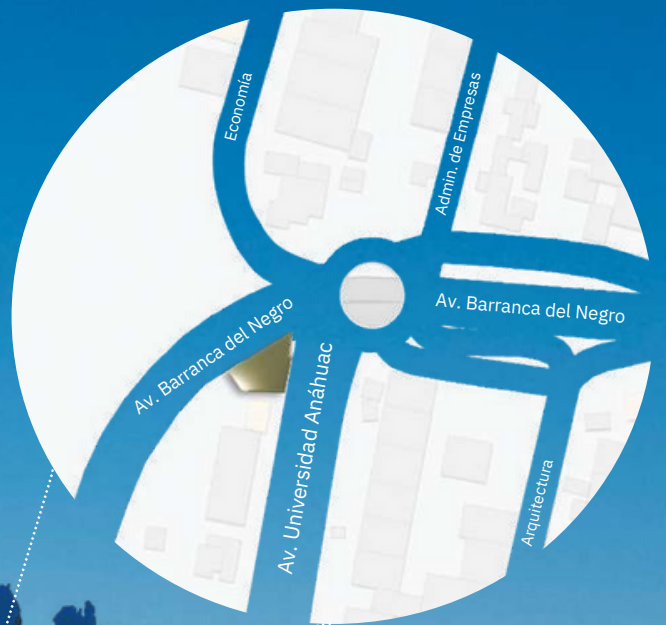 Economía
Admin. de Empresas
Av. Barranca del Negro
Av. Barranca del Negro
Av. Universidad Anáhuac
Arquitectura